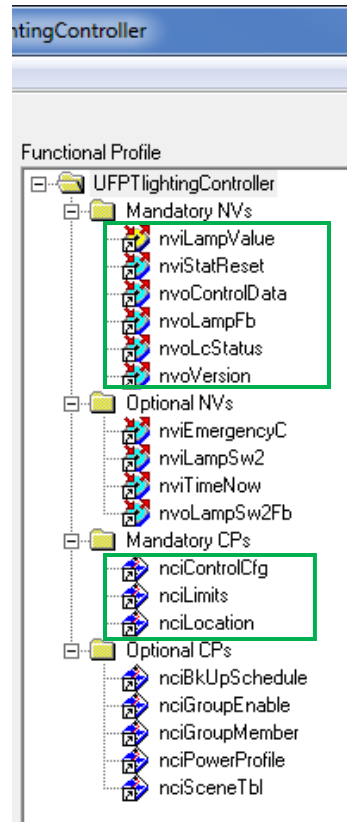 ntingController
Functional Profile
UFPTlightingController
Mandatory NVs
nviLampValue
nviStatReset
nvoControlData
nvoLampFb
nvoLcStatus
nvoVersion
Optional NVs
nviEmergencyC
nviLampSw2
nviTimeNow
nvoLampSw2Fb
Mandatory CPs
nciControlCfg
nciLimits
nciLocation
Optional CPs
nciBkUpSchedule
nciGroupEnable
nciGroupMember
nciPowerProfile
nciSceneTbl